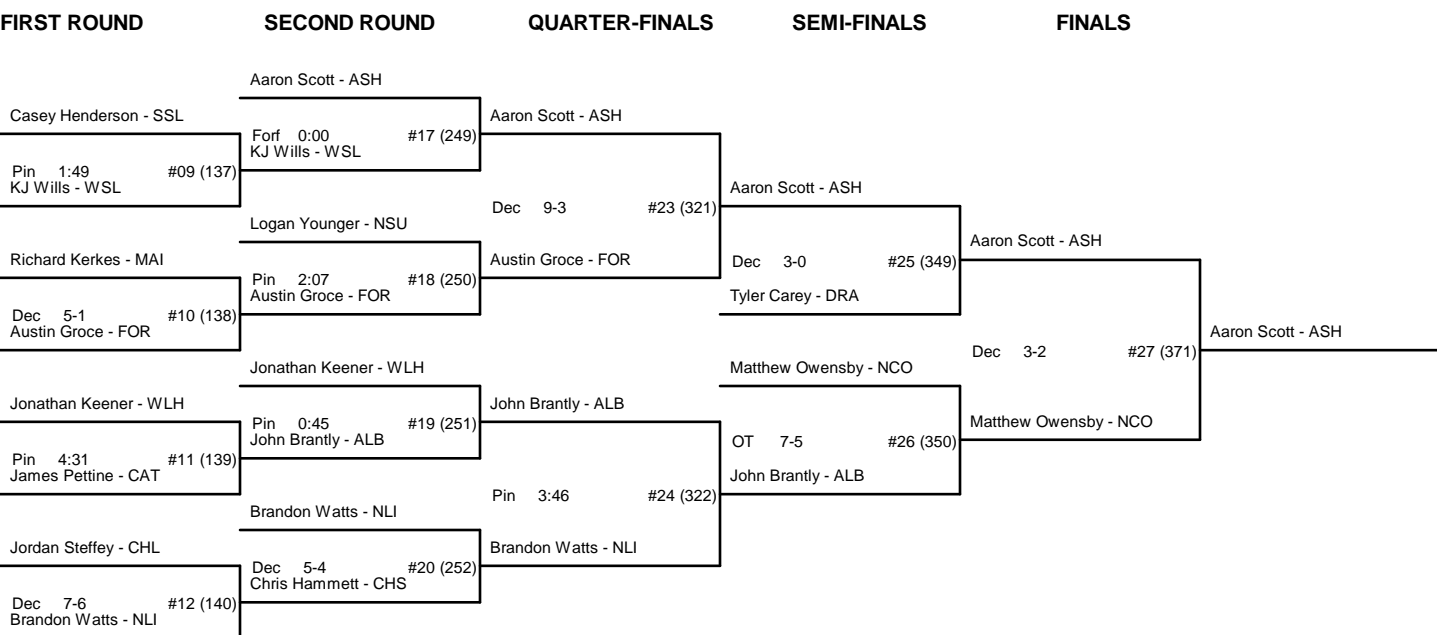 FIRST ROUND SECOND ROUND QUARTER-FINALS SEMI-FINALS FINALS
Aaron Scott - ASH
Casey Henderson - SSL
Aaron Scott - ASH
Forf 0:00 #17 (249)
KJ Wills - WSL
Pin 1:49 #09 (137)
KJ Wills - WSL
Aaron Scott - ASH
Dec 9-3 #23 (321)
Logan Younger - NSU
Aaron Scott - ASH
Richard Kerkes - MAI
Austin Groce - FOR
Dec 3-0 #25 (349)
Pin 2:07 #18 (250)
Austin Groce - FOR
Tyler Carey - DRA
Dec 5-1 #10 (138)
Austin Groce - FOR
Aaron Scott - ASH
Dec 3-2 #27 (371)
Jonathan Keener - WLH
Matthew Owensby - NCO
Jonathan Keener - WLH
John Brantly - ALB
Matthew Owensby - NCO
Pin 0:45 #19 (251)
John Brantly - ALB
OT 7-5 #26 (350)
Pin 4:31 #11 (139)
James Pettine - CAT
John Brantly - ALB
Pin 3:46 #24 (322)
Brandon Watts - NLI
Jordan Steffey - CHL
Brandon Watts - NLI
Dec 5-4 #20 (252)
Chris Hammett - CHS
Dec 7-6 #12 (140)
Brandon Watts - NLI